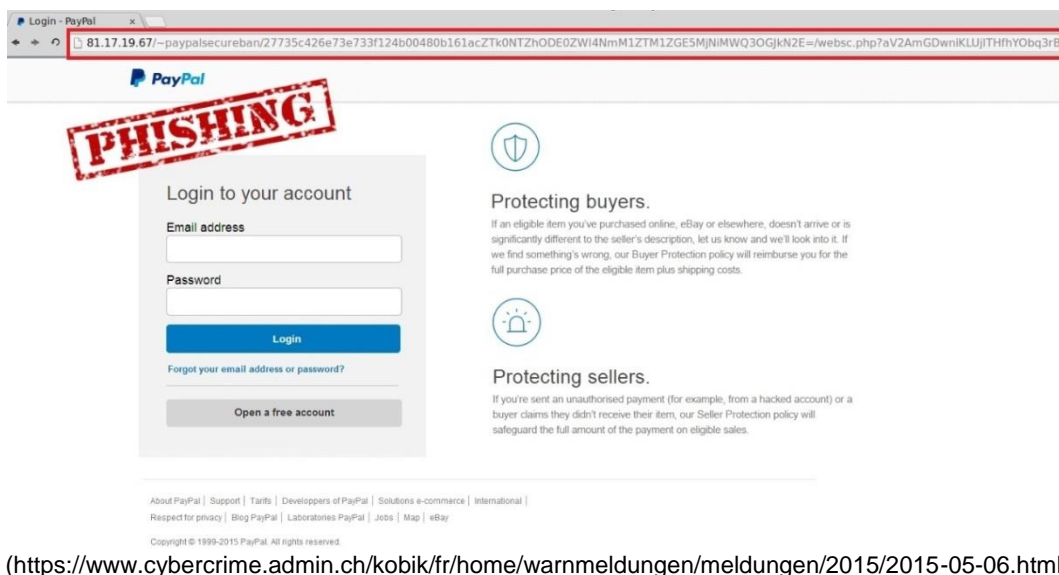 Login - PayPal x
81.17.19.67/~paypalsecureban/27735c426e73e733f124b00480b161acZTk0NTZhODE0ZWI4NmM1ZTM1ZGE5MjNiMWQ3OGJkN2E=/websc.php?aV2AmGDwniKLUjITHfhYObq3r8
PayPal
PHISHING
Login to your account
Email address
Password
Login
Forgot your email address or password?
Open a free account
Protecting buyers.
If an eligible item you've purchased online, eBay or elsewhere, doesn't arrive or is
significantly different to the seller's description, let us know and we'll look into it. If
we find something's wrong, our Buyer Protection policy will reimburse you for the
full purchase price of the eligible item plus shipping costs.
Protecting sellers.
If you're sent an unauthorised payment (for example, from a hacked account) or a
buyer claims they didn't receive their item, our Seller Protection policy will
safeguard the full amount of the payment on eligible sales.
About PayPal | Support | Tarifs | Developpers of PayPal | Solutions e-commerce | International |
Respect for privacy | Blog PayPal | Laboratories PayPal | Jobs | Map | eBay
Copyright © 1999-2015 PayPal. All rights reserved.
(https://www.cybercrime.admin.ch/kobik/fr/home/warnmeldungen/meldungen/2015/2015-05-06.html